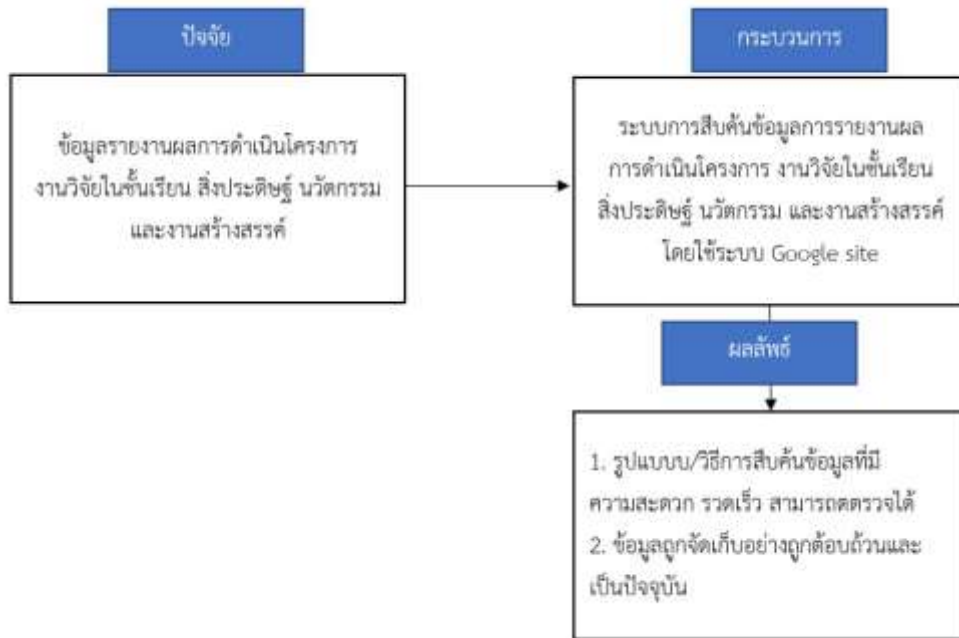 ปัจจัย
ข้อมูลรายงานผลการดำเนินโครงการ
งานวิจัยในชั้นเรียน สิ่งประดิษฐ์ นวัตกรรม
และงานสร้างสรรค์
กระบวนการ
ระบบการสืบค้นข้อมูลการรายงานผล
การดำเนินโครงการ งานวิจัยในชั้นเรียน
สิ่งประดิษฐ์ นวัตกรรม และงานสร้างสรรค์
โดยใช้ระบบ Google site
ผลลัพธ์
1. รูปแบบบ/วิธีการสืบค้นข้อมูลที่มี
ความสะดวก รวดเร็ว สามารถตตรวจได้
2. ข้อมูลถูกจัดเก็บอย่างถูกต้อบถ้วนและ
เป็นปัจจุบัน